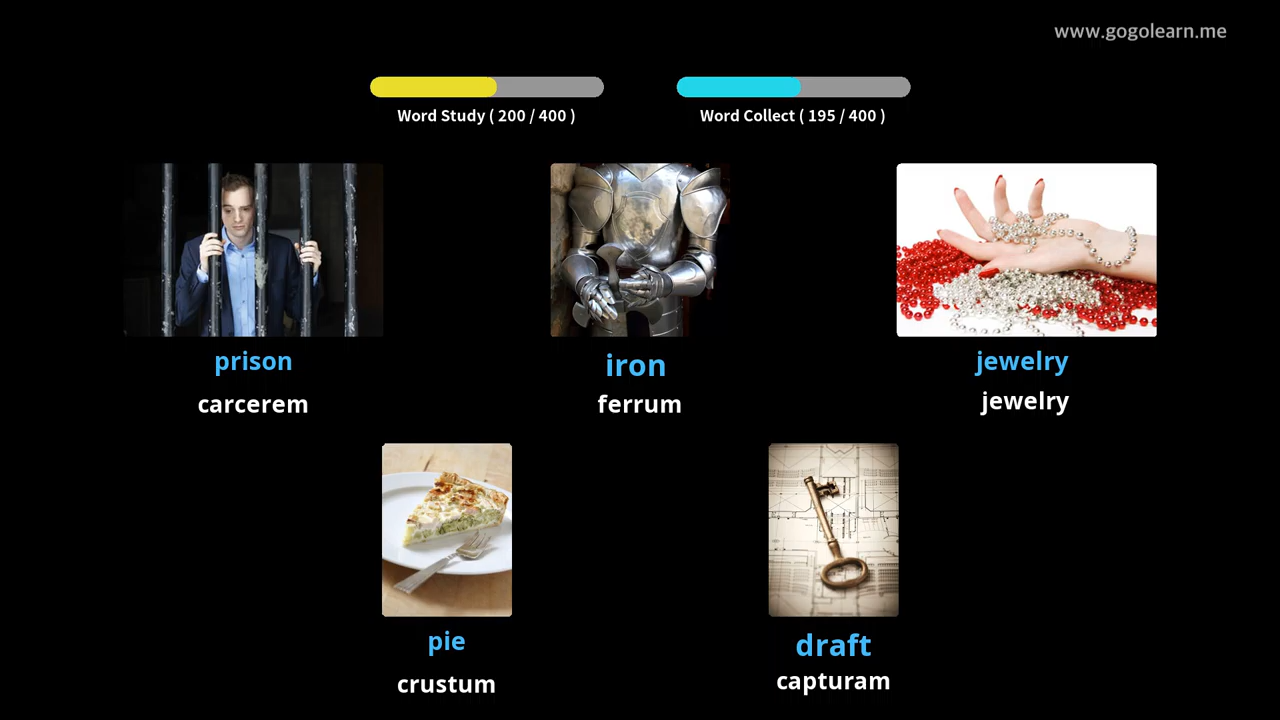 www.gogolearn.me
Word Study ( 200 / 400 )
Word Collect ( 195 / 400 )
prison
carcerem
iron
ferrum
jewelry
jewelry
pie
crustum
draft
capturam